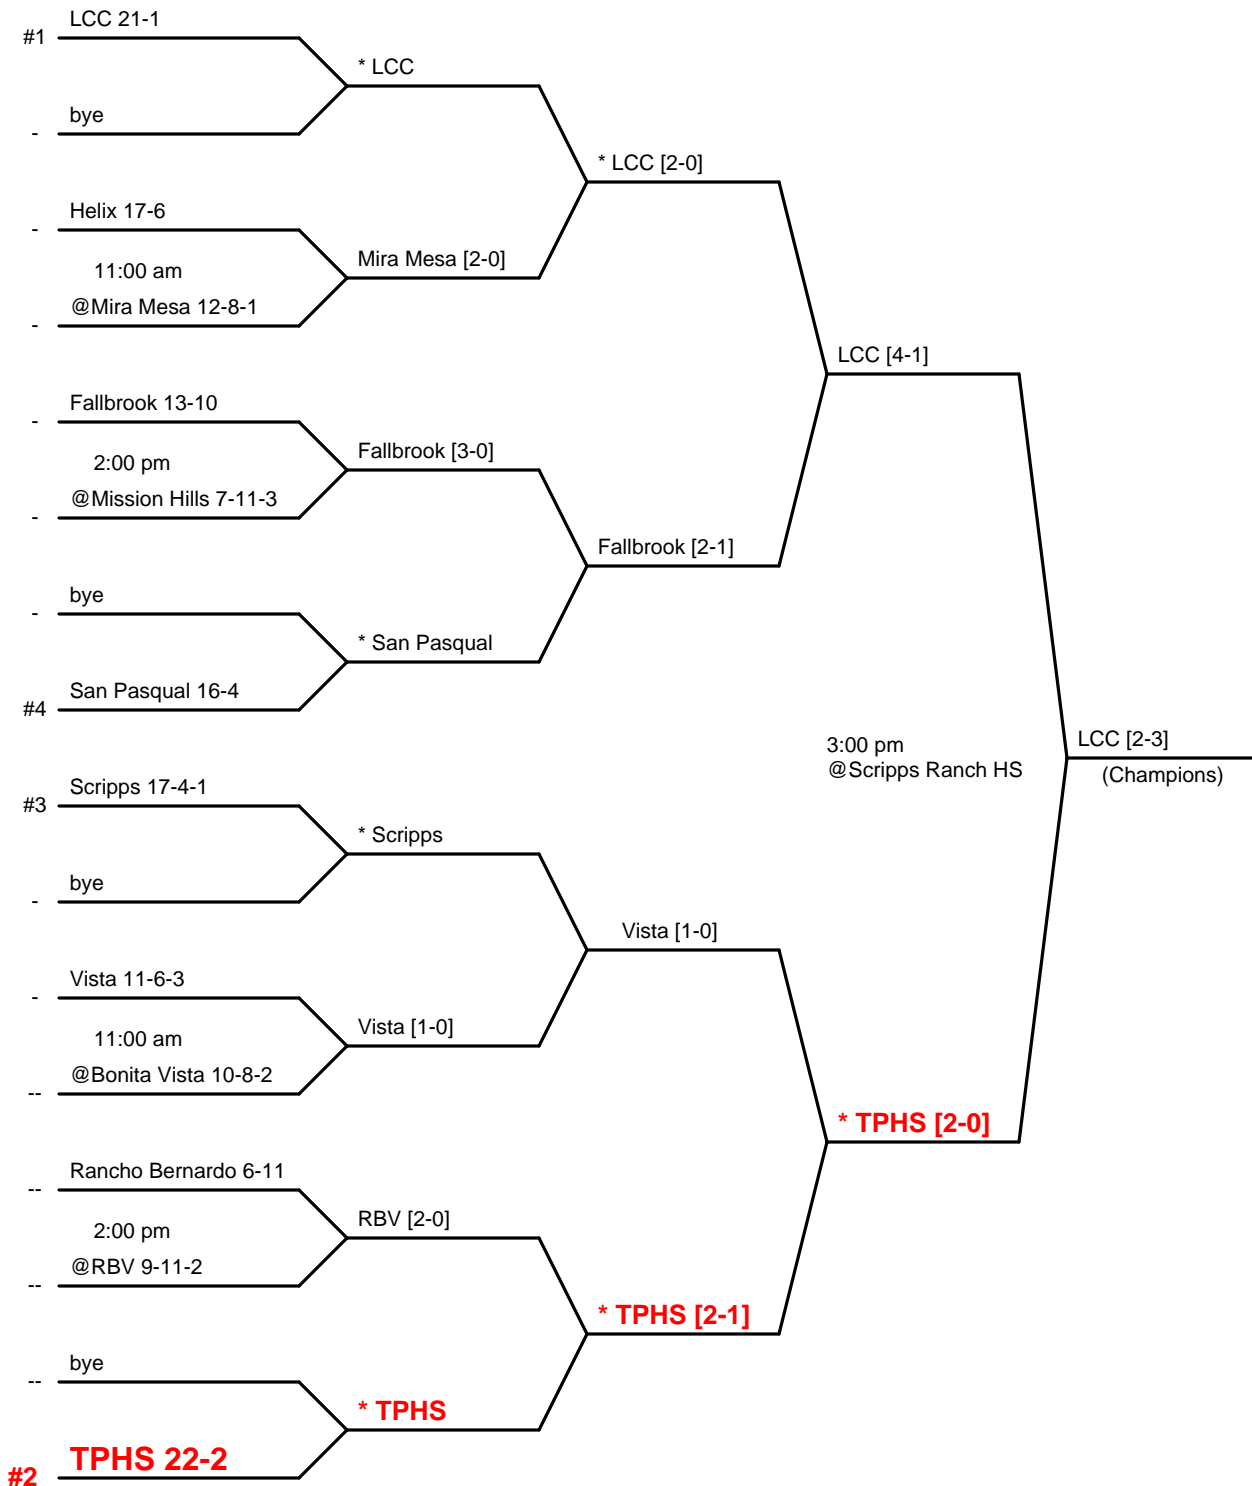 LCC 21-1
#1
* LCC
bye
-
* LCC [2-0]
Helix 17-6
-
Mira Mesa [2-0]
11:00 am
@Mira Mesa 12-8-1
-
LCC [4-1]
Fallbrook 13-10
-
Fallbrook [3-0]
2:00 pm
@Mission Hills 7-11-3
-
Fallbrook [2-1]
bye
-
* San Pasqual
San Pasqual 16-4
#4
3:00 pm
@Scripps Ranch HS
LCC [2-3]
(Champions)
Scripps 17-4-1
#3
* Scripps
bye
-
Vista [1-0]
Vista 11-6-3
-
Vista [1-0]
11:00 am
@Bonita Vista 10-8-2
--
* TPHS [2-0]
Rancho Bernardo 6-11
--
RBV [2-0]
2:00 pm
@RBV 9-11-2
--
* TPHS [2-1]
bye
--
* TPHS
TPHS 22-2
#2